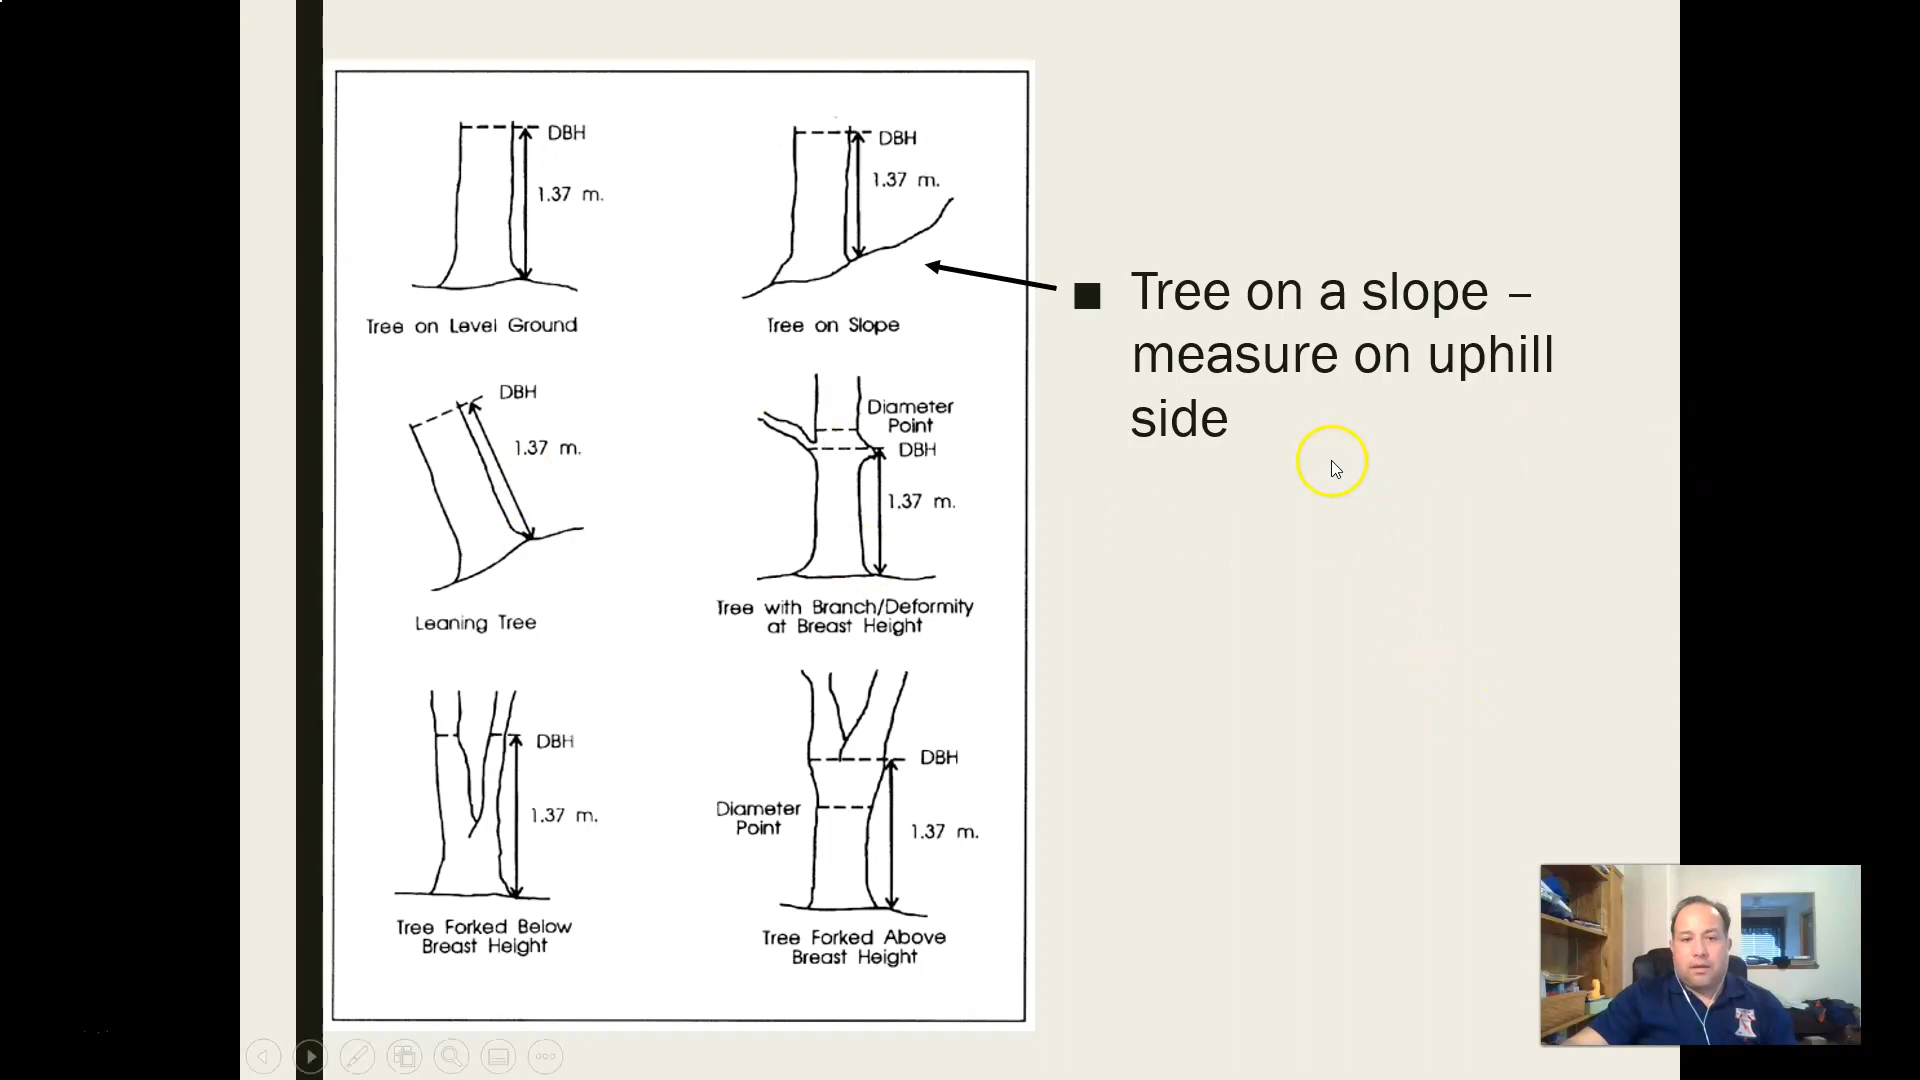 DBH
1.37 m.
Tree on Level Ground
DBH
1.37 m.
Tree on Slope
DBH
1.37 m.
Leaning Tree
Diameter
Point
DBH
1.37 m.
Tree with Branch/Deformity
at Breast Height
DBH
1.37 m.
Tree Forked Below
Breast Height
DBH
Diameter
Point
1.37 m.
Tree Forked Above
Breast Height
■ Tree on a slope –
measure on uphill
side